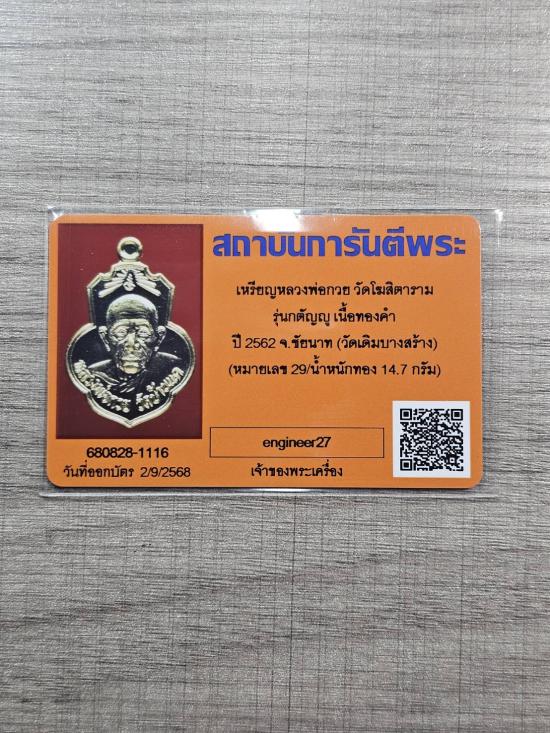 สถาบันการันตีพระ
เหรียญหลวงพ่อกวย วัดโฆสิตาราม
รุ่นกตัญญู เนื้อทองคำ
ปี 2562 จ.ชัยนาท (วัดเดิมบางสร้าง)
(หมายเลข 29/น้ำหนักทอง 14.7 กรัม)
engineer27
เจ้าของพระเครื่อง
680828-1116
วันที่ออกบัตร 2/9/2568